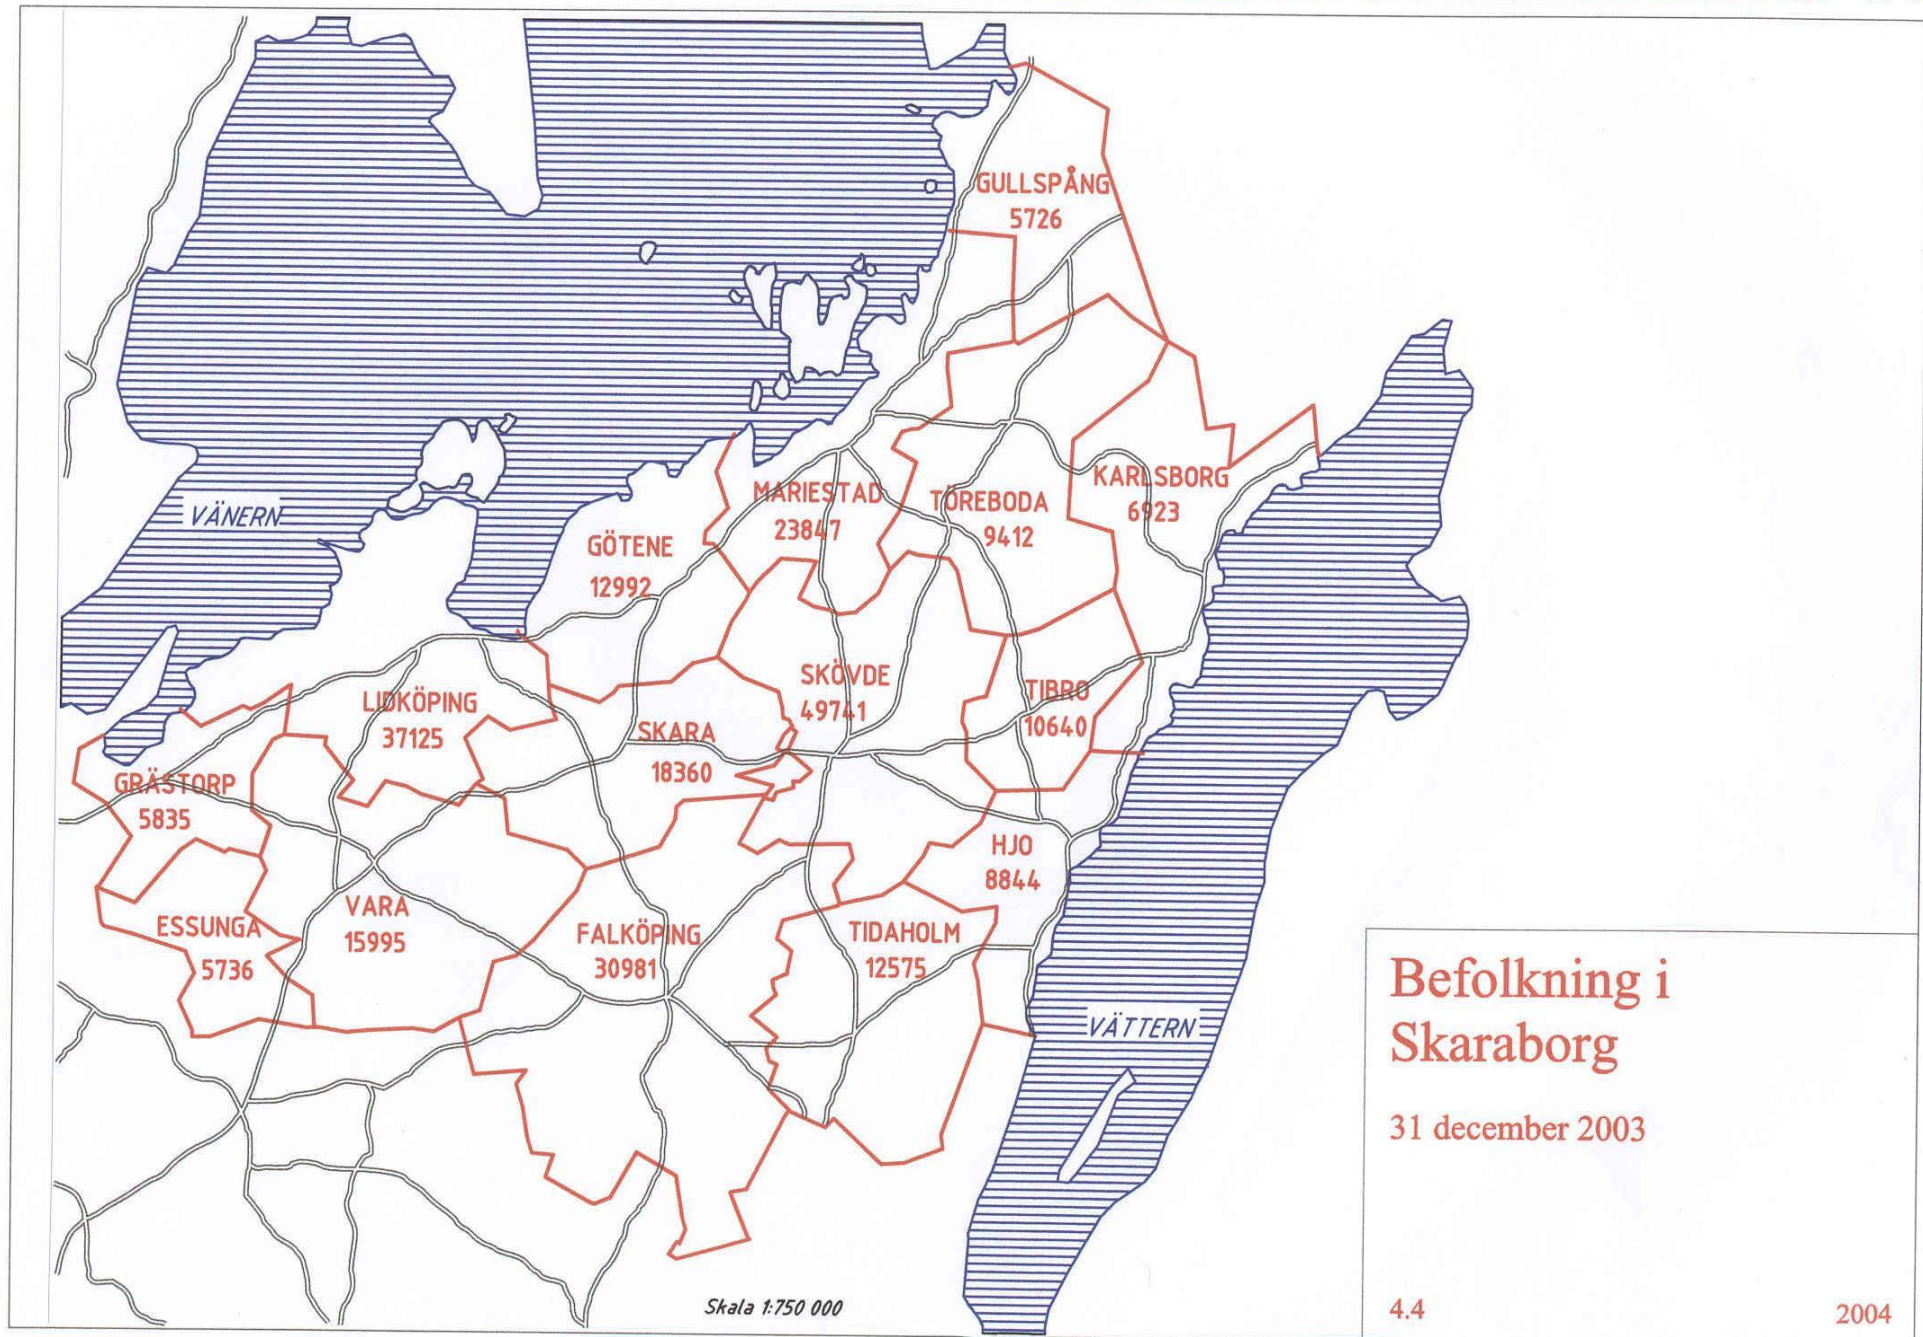 GULLSPÅNG
5726
KARLSBORG
6923
MARIESTAD
23847
TÖREBODA
9412
VÄNERN
GÖTENE
12992
LIDKÖPING
37125
SKARA
18360
SKÖVDE
49741
TIBRO
10640
GRÄSTORP
5835
HJO
8844
ESSUNGA
5736
VARA
15995
FALKÖPING
30981
TIDAHOLM
12575
VÄTTERN
Skala 1:750 000
Befolkning i
Skaraborg
31 december 2003
4.4
2004